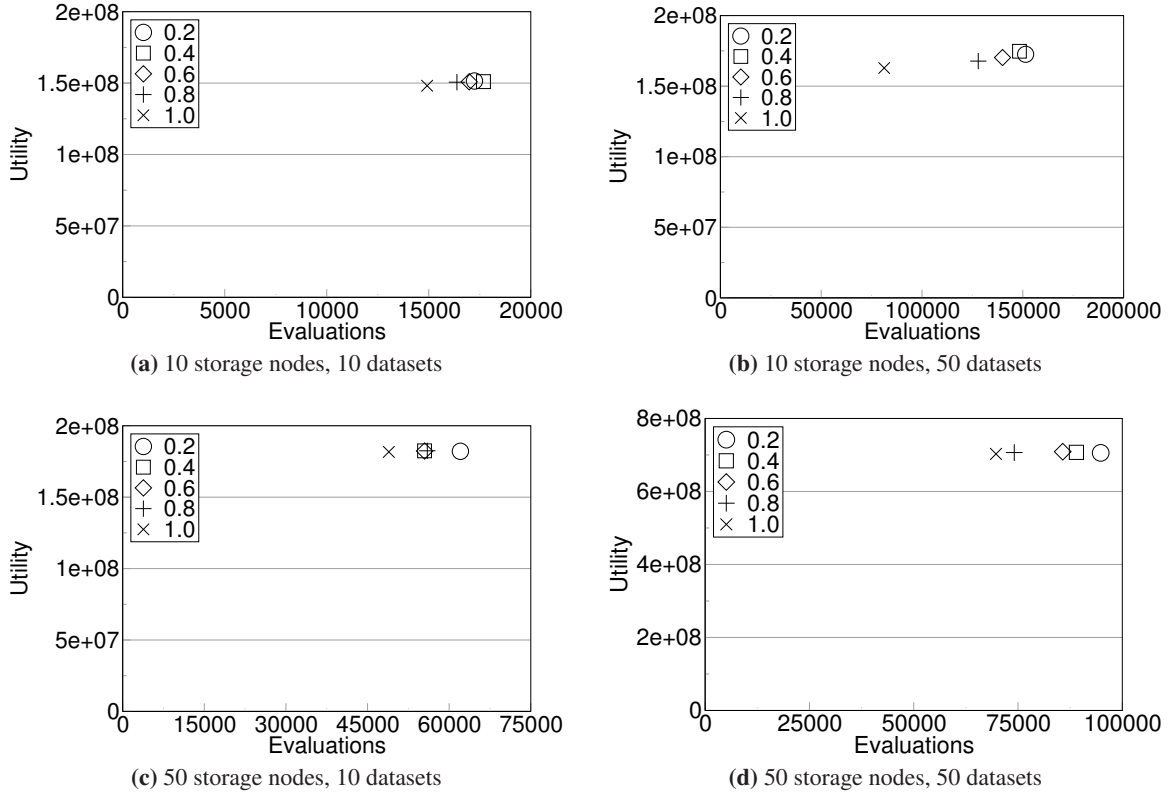 2e+08
1.5e+08
1e+08
5e+07
0
Utility
0.2
0.4
0.6
0.8
1.0
0 5000 10000 15000 20000
Evaluations
(a) 10 storage nodes, 10 datasets
2e+08
1.5e+08
1e+08
5e+07
0
Utility
0.2
0.4
0.6
0.8
1.0
0 50000 100000 150000 200000
Evaluations
(b) 10 storage nodes, 50 datasets
2e+08
1.5e+08
1e+08
5e+07
0
Utility
0.2
0.4
0.6
0.8
1.0
0 15000 30000 45000 60000 75000
Evaluations
(c) 50 storage nodes, 10 datasets
8e+08
6e+08
4e+08
2e+08
0
Utility
0.2
0.4
0.6
0.8
1.0
0 25000 50000 75000 100000
Evaluations
(d) 50 storage nodes, 50 datasets